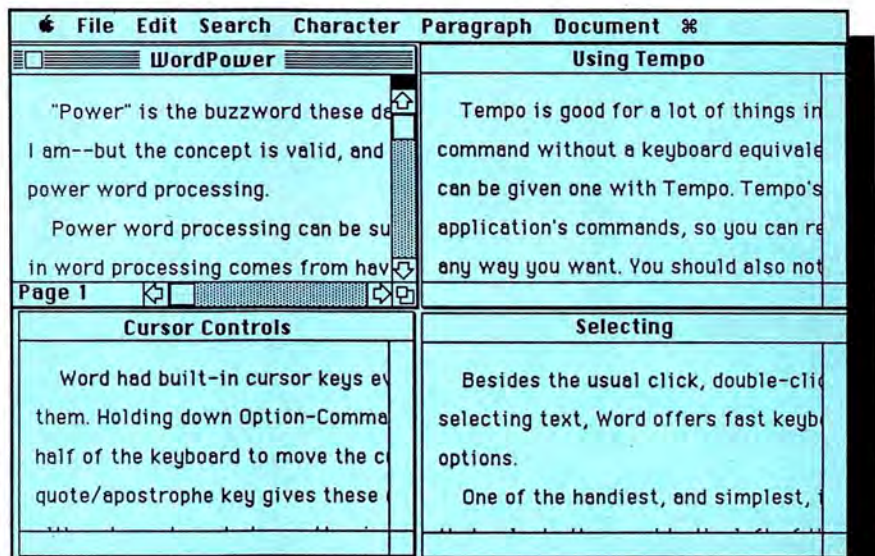 File Edit Search Character Paragraph Document ⌘
WordPower
"Power" is the buzzword these da
I am--but the concept is valid, and
power word processing.
Power word processing can be su
in word processing comes from hav
Page 1
Using Tempo
Tempo is good for a lot of things in
command without a keyboard equivale
can be given one with Tempo. Tempo's
application's commands, so you can re
any way you want. You should also not
Cursor Controls
Word had built-in cursor keys ev
them. Holding down Option-Comma
half of the keyboard to move the cu
quote/apostrophe key gives these
Selecting
Besides the usual click, double-clic
selecting text, Word offers fast keybo
options.
One of the handiest, and simplest, i